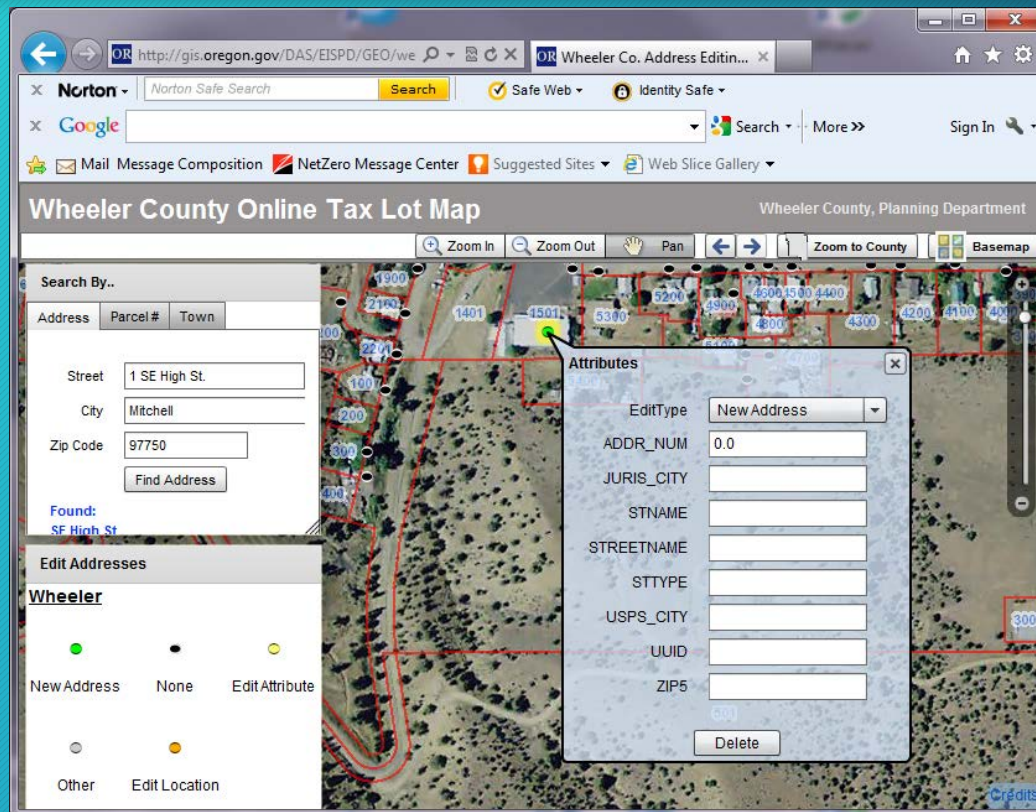 OR http://gis.oregon.gov/DAS/EISPD/GEO/we
OR Wheeler Co. Address Editin...
Norton
Norton Safe Search
Search
Safe Web
Identity Safe
Google
Search
More >>
Sign In
Mail Message Composition
NetZero Message Center
Suggested Sites
Web Slice Gallery
Wheeler County Online Tax Lot Map
Wheeler County, Planning Department
Zoom In
Zoom Out
Pan
Zoom to County
Basemap
Search By..
Address
Parcel #
Town
Street 1 SE High St.
City Mitchell
Zip Code 97750
Find Address
Found:
SE High St
Edit Addresses
Wheeler
New Address
None
Edit Attribute
Other
Edit Location
1900
2100
2201
100
200
300
400
1401
1501
5300
5200
4900
4600
1500
4400
4800
4300
4200
4100
Attributes
EditType New Address
ADDR_NUM 0.0
JURIS_CITY
STNAME
STREETNAME
STTYPE
USPS_CITY
UUID
ZIP5
501
Delete
300
Credits